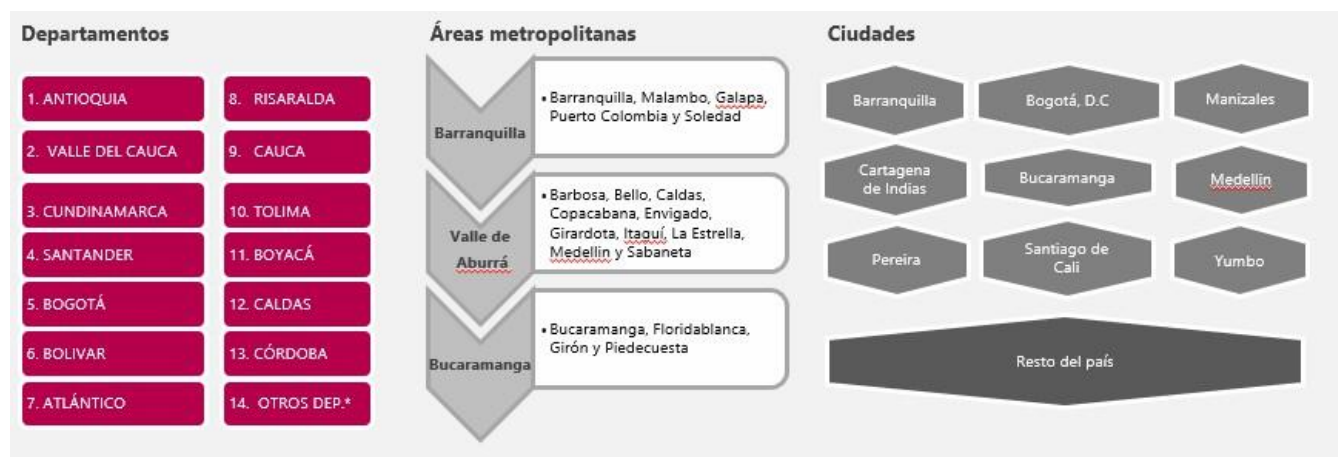 Departamentos
1. ANTIOQUIA
2. VALLE DEL CAUCA
3. CUNDINAMARCA
4. SANTANDER
5. BOGOTÁ
6. BOLIVAR
7. ATLÁNTICO
8. RISARALDA
9. CAUCA
10. TOLIMA
11. BOYACÁ
12. CALDAS
13. CÓRDOBA
14. OTROS DEP.*
Áreas metropolitanas
Barranquilla
• Barranquilla, Malambo, Galapa,
Puerto Colombia y Soledad
Valle de
Aburrá
• Barbosa, Bello, Caldas,
Copacabana, Envigado,
Girardota, Itaguí, La Estrella,
Medellin y Sabaneta
Bucaramanga
• Bucaramanga, Floridablanca,
Girón y Piedecuesta
Ciudades
Barranquilla
Bogotá, D.C
Manizales
Cartagena
de Indias
Bucaramanga
Medellin
Pereira
Santiago de
Cali
Yumbo
Resto del país